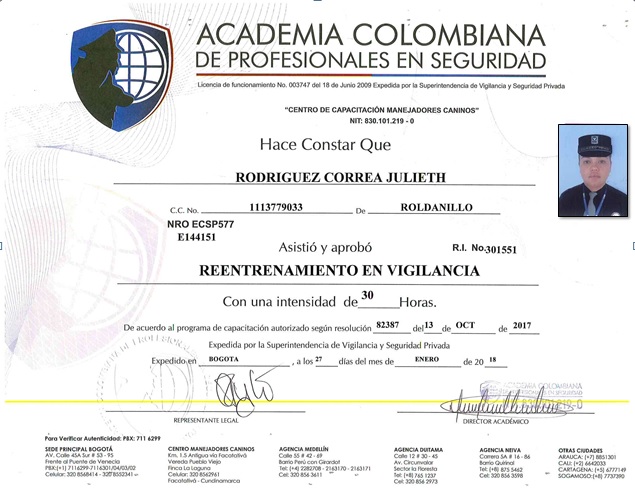 ACADEMIA COLOMBIANA
DE PROFESIONALES EN SEGURIDAD
Licencia de funcionamiento No. 003747 del 18 de Junio 2009 Expedida por la Superintendencia de Vigilancia y Seguridad Privada
"CENTRO DE CAPACITACIÓN MANEJADORES CANINOS"
NIT: 830.101.219 - 0
Hace Constar Que
RODRIGUEZ CORREA JULIETH
C.C. No. 1113779033 De ROLDANILLO
NRO ECSP577
E144151
Asistió y aprobó R.I. No. 301551
REENTRENAMIENTO EN VIGILANCIA
Con una intensidad de 30 Horas.
De acuerdo al programa de capacitación autorizado según resolución 82387 del 13 de OCT de 2017
Expedida por la Superintendencia de Vigilancia y Seguridad Privada
Expedido en BOGOTA , a los 27 días del mes de ENERO de 20 18
ACADEMIA COLOMBIANA
REPRESENTANTE LEGAL
DIRECTOR ACADÉMICO
Para Verificar Autenticidad: PBX: 711 6299
SEDE PRINCIPAL BOGOTÁ
AV. Calle 45A Sur # 53 - 95
Frente al Puente de Venecia
PBX:(+1) 7116299-7116301/04/03/02
Celular: 320 8568414 - 320 8552341
CENTRO MANEJADORES CANINOS
Km. 1.5 Antigua vía Facatativá
Vereda Pueblo Viejo
Finca La Laguna
Celular: 320 8562961
Facatativá - Cundinamarca
AGENCIA MEDELLÍN
Calle 55 # 42 - 69
Barrio Perú con Girardot
Tel: (+4) 2282708 - 2163170 - 2163171
Cel: 320 856 3611
AGENCIA DUITAMA
Calle 12 # 30 - 45
Av. Circunvalar
Sector la Floresta
Tel: (+8) 765 1237
Cel: 320 856 2973
AGENCIA NEIVA
Carrera 5A # 16 - 86
Barrio Quirinal
Tel: (+8) 875 5462
Cel: 320 856 2953
OTRAS CIUDADES
ARAUCA: (+7) 8851301
CALI: (+2) 6642033
CARTAGENA: (+5) 6777149
SOGAMOSO: (+8) 7737390